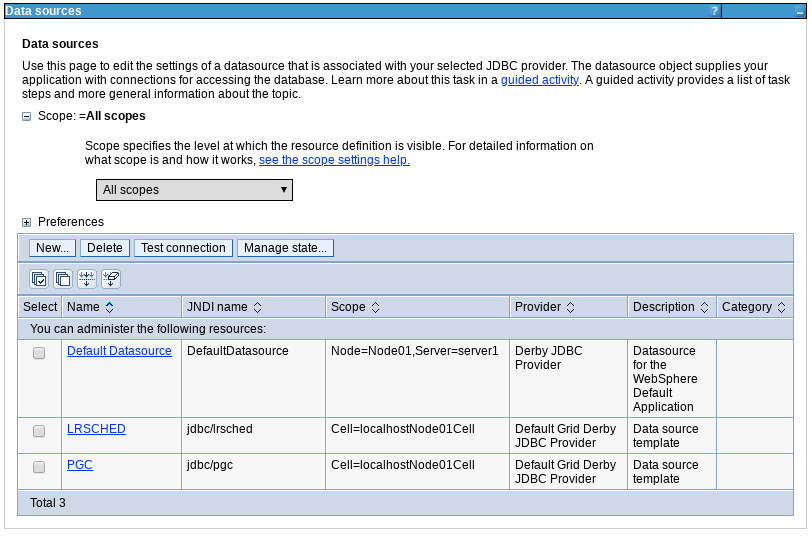 Data sources ? –
Data sources
Use this page to edit the settings of a datasource that is associated with your selected JDBC provider. The datasource object supplies your
application with connections for accessing the database. Learn more about this task in a guided activity. A guided activity provides a list of task
steps and more general information about the topic.
Scope: =All scopes
Scope specifies the level at which the resource definition is visible. For detailed information on
what scope is and how it works, see the scope settings help.
All scopes
Preferences
New... Delete Test connection Manage state...
Select Name JNDI name Scope Provider Description Category
You can administer the following resources:
Default Datasource DefaultDatasource Node=Node01,Server=server1 Derby JDBC Datasource
Provider for the
WebSphere
Default
Application
LRSCHED jdbc/lrsched Cell=localhostNode01Cell Default Grid Derby Data source
JDBC Provider template
PGC jdbc/pgc Cell=localhostNode01Cell Default Grid Derby Data source
JDBC Provider template
Total 3